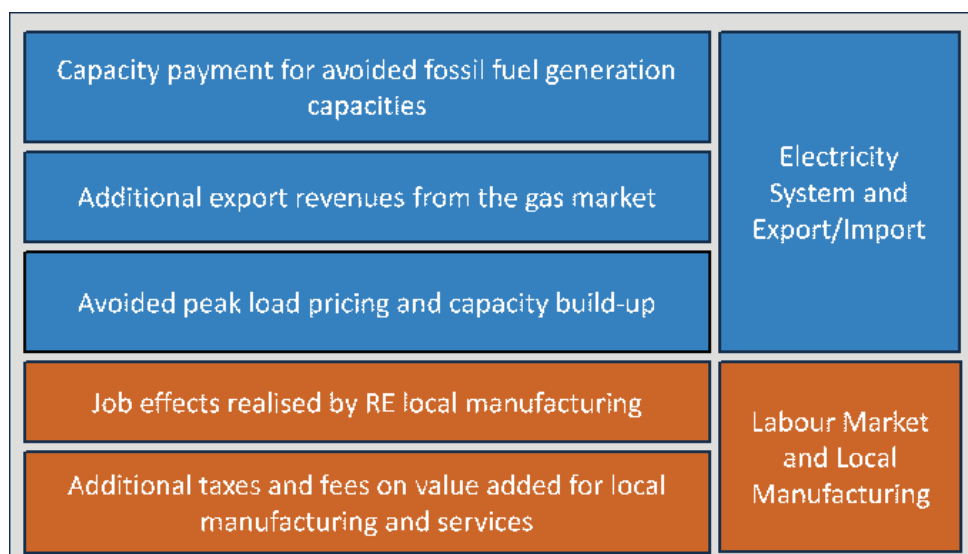 Capacity payment for avoided fossil fuel generation
capacities
Additional export revenues from the gas market
Avoided peak load pricing and capacity build-up
Electricity
System and
Export/Import
Job effects realised by RE local manufacturing
Additional taxes and fees on value added for local
manufacturing and services
Labour Market
and Local
Manufacturing